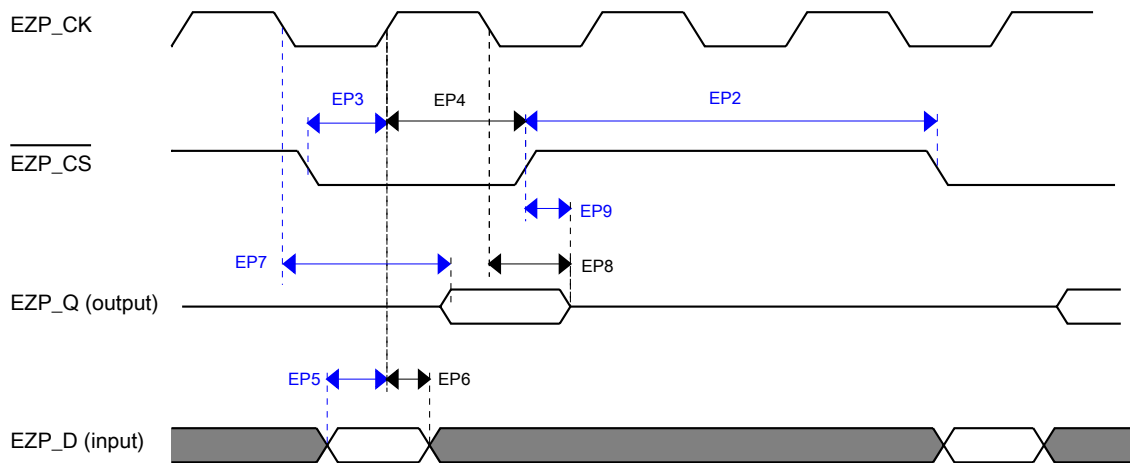 EZP_CK
EP3
EP4
EP2
EZP_CS
EP9
EP7
EP8
EZP_Q (output)
EP5
EP6
EZP_D (input)